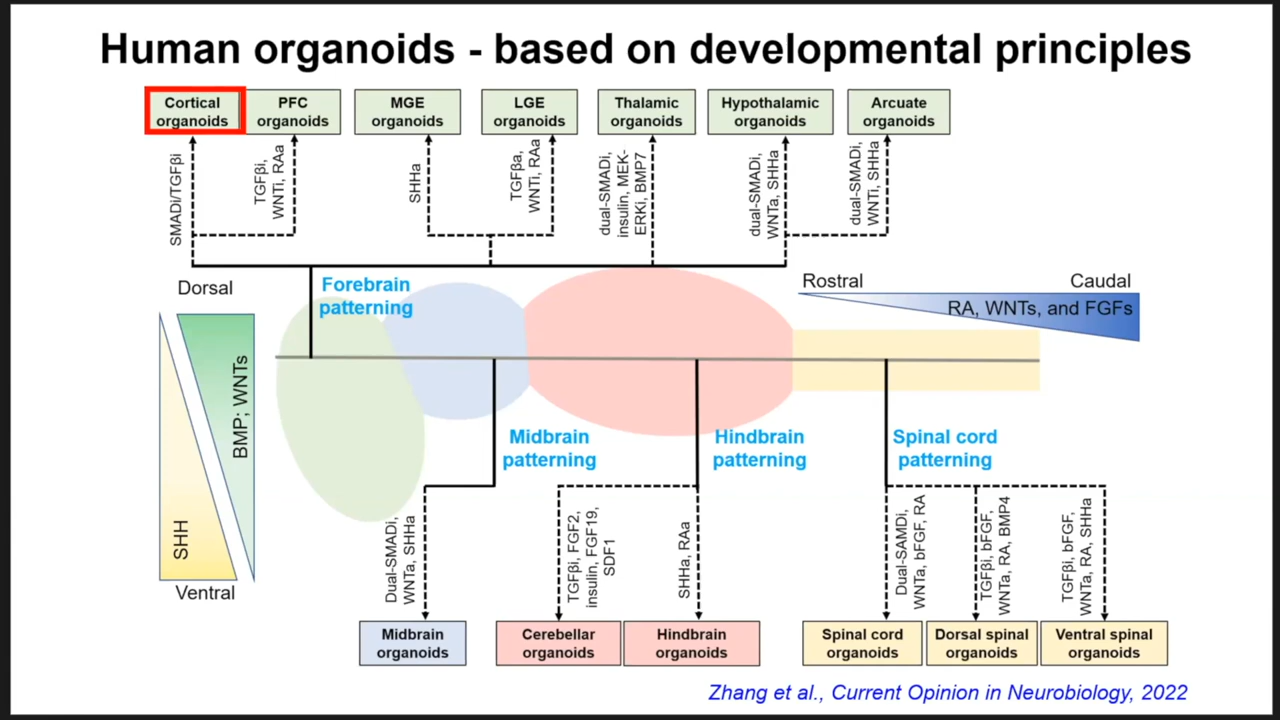 Human organoids - based on developmental principles
Cortical
organoids
PFC
organoids
MGE
organoids
LGE
organoids
Thalamic
organoids
Hypothalamic
organoids
Arcuate
organoids
SMADi/TGFβi
TGFβi,
WNTi, RAa
SHHa
TGFβa,
WNTi, RAa
dual-SMADi,
insulin, MEK-
ERKi, BMP7
dual-SMADi,
WNTa, SHHa
dual-SMADi,
WNTi, SHHa
Dorsal
Forebrain
patterning
Rostral
Caudal
RA, WNTs, and FGFs
BMP; WNTs
SHH
Ventral
Midbrain
patterning
Hindbrain
patterning
Spinal cord
patterning
Dual-SMADi,
WNTa, SHHa
TGFβi, FGF2,
insulin, FGF19,
SDF1
SHHa, RAa
Dual-SAMDi,
WNTa, bFGF, RA
TGFβi, bFGF,
WNTa, RA, BMP4
TGFβi, bFGF,
WNTa, RA, SHHa
Midbrain
organoids
Cerebellar
organoids
Hindbrain
organoids
Spinal cord
organoids
Dorsal spinal
organoids
Ventral spinal
organoids
Zhang et al., Current Opinion in Neurobiology, 2022